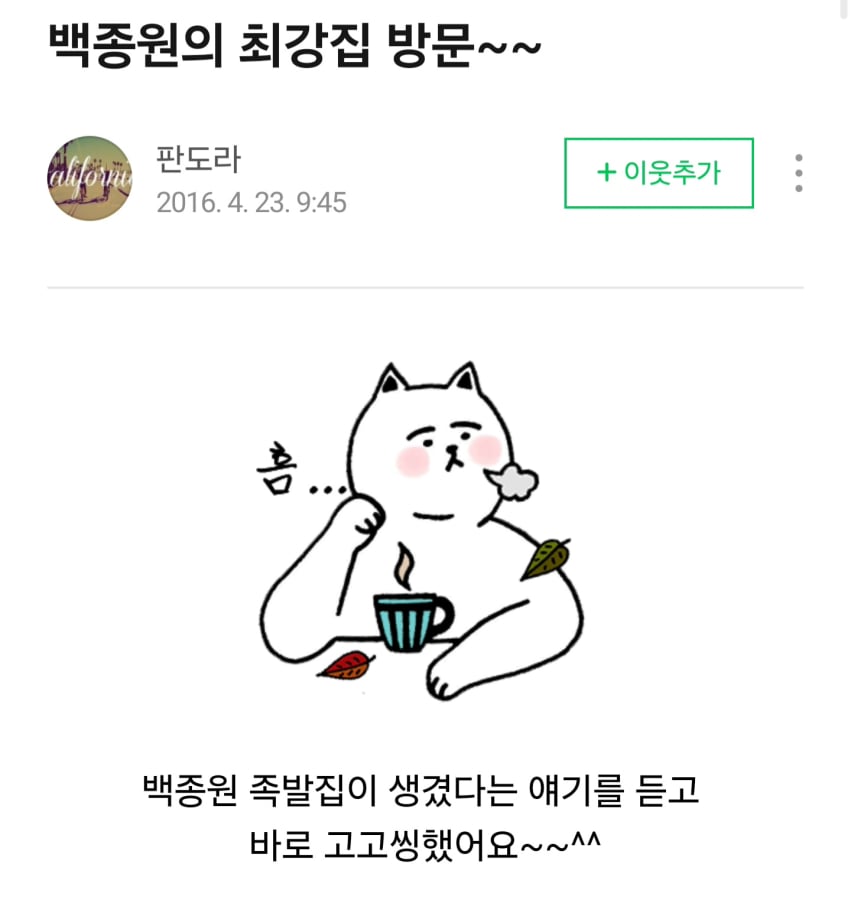 백종원의 최강집 방문~~
alifornia
판도라
2016. 4. 23. 9:45
+ 이웃추가
흠...
백종원 족발집이 생겼다는 얘기를 듣고
바로 고고씽했어요~~^^